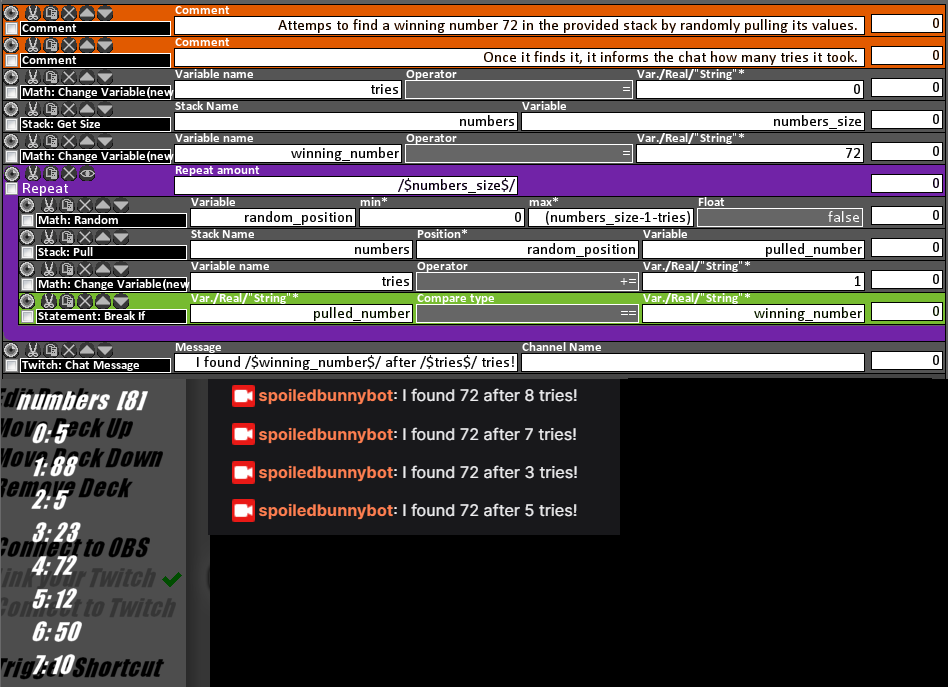 Comment
Comment
Attemps to find a winning number 72 in the provided stack by randomly pulling its values.
0
Comment
Comment
Once it finds it, it informs the chat how many tries it took.
0
Variable name Operator Var./Real/"String"*
Math: Change Variable(new tries = 0 0
Stack Name Variable
Stack: Get Size numbers numbers_size 0
Variable name Operator Var./Real/"String"*
Math: Change Variable(new winning_number = 72 0
Repeat amount
Repeat /$numbers_size$/ 0
Variable min* max* Float
Math: Random random_position 0 (numbers_size-1-tries) false 0
Stack Name Position* Variable
Stack: Pull numbers random_position pulled_number 0
Variable name Operator Var./Real/"String"*
Math: Change Variable(new tries += 1 0
Var./Real/"String"* Compare type Var./Real/"String"*
Statement: Break If pulled_number == winning_number 0
Message Channel Name
Twitch: Chat Message I found /$winning_number$/ after /$tries$/ tries! 0
numbers [8]
0: 5
Move Deck Up
1: 88
Move Deck Down
2: 5
Remove Deck
3: 23
Connect to OBS
4: 72
Link your Twitch
5: 12
Connect to Twitch
6: 50
7: 10
Trigger Shortcut
spoiledbunnybot: I found 72 after 8 tries!
spoiledbunnybot: I found 72 after 7 tries!
spoiledbunnybot: I found 72 after 3 tries!
spoiledbunnybot: I found 72 after 5 tries!